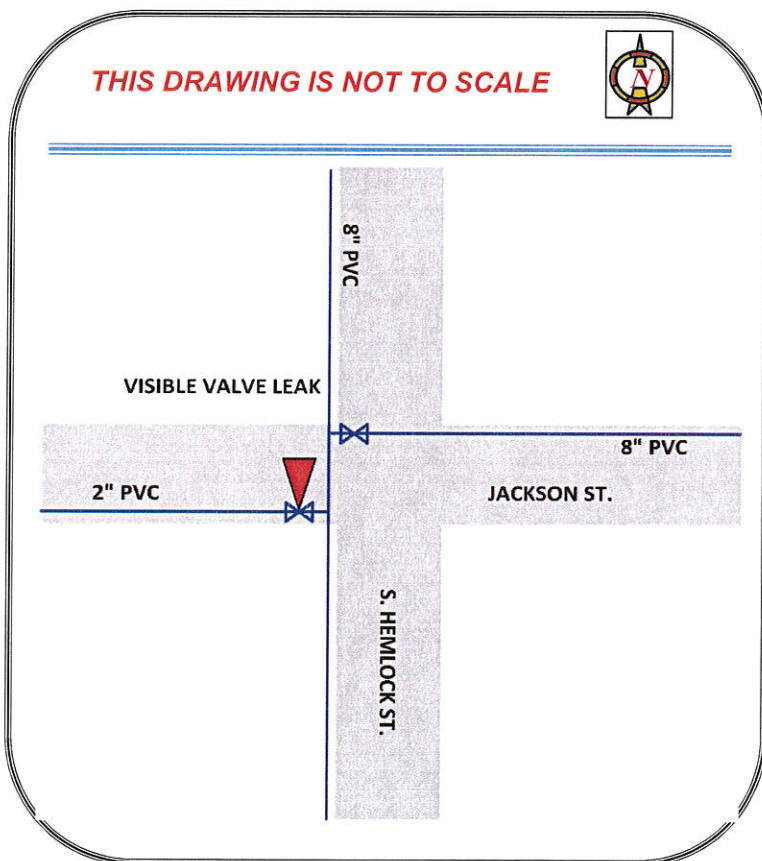 THIS DRAWING IS NOT TO SCALE
N
8" PVC
VISIBLE VALVE LEAK
8" PVC
2" PVC
JACKSON ST.
S. HEMLOCK ST.